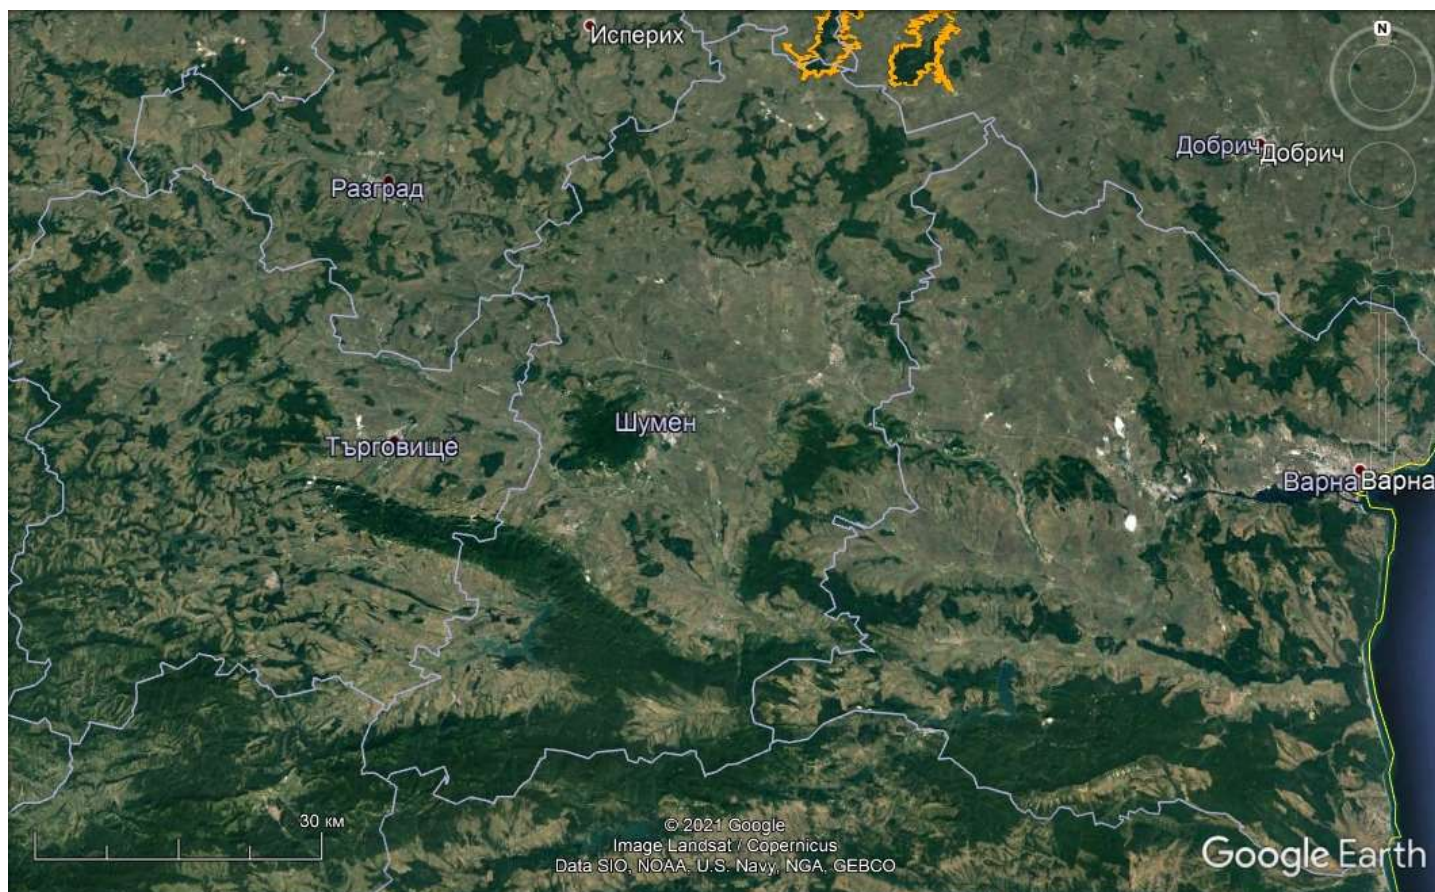 Исперих
N
Добрич
Добрич
Разград
Шумен
Търговище
Варна
Варна
30 км
© 2021 Google
Image Landsat / Copernicus
Data SIO, NOAA, U.S. Navy, NGA, GEBCO
Google Earth